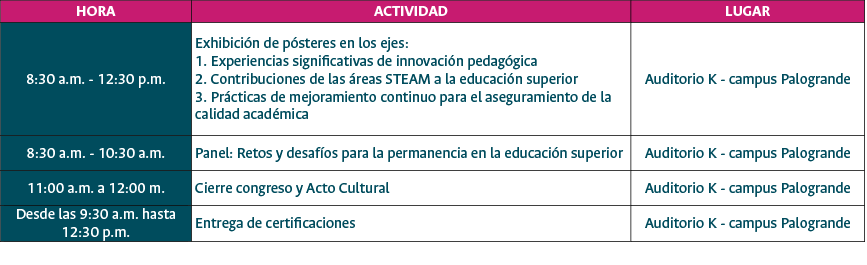 HORA ACTIVIDAD LUGAR
8:30 a.m. - 12:30 p.m.
Exhibición de pósteres en los ejes:
1. Experiencias significativas de innovación pedagógica
2. Contribuciones de las áreas STEAM a la educación superior
3. Prácticas de mejoramiento continuo para el aseguramiento de la
calidad académica
Auditorio K - campus Palogrande
8:30 a.m. - 10:30 a.m. Panel: Retos y desafíos para la permanencia en la educación superior Auditorio K - campus Palogrande
11:00 a.m. a 12:00 m. Cierre congreso y Acto Cultural Auditorio K - campus Palogrande
Desde las 9:30 a.m. hasta
12:30 p.m.
Entrega de certificaciones Auditorio K - campus Palogrande